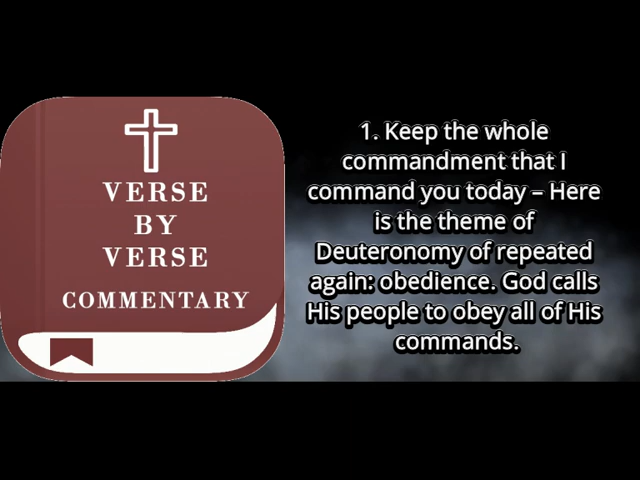 VERSE
BY
VERSE
COMMENTARY
1. Keep the whole
commandment that I
command you today – Here
is the theme of
Deuteronomy of repeated
again: obedience. God calls
His people to obey all of His
commands.